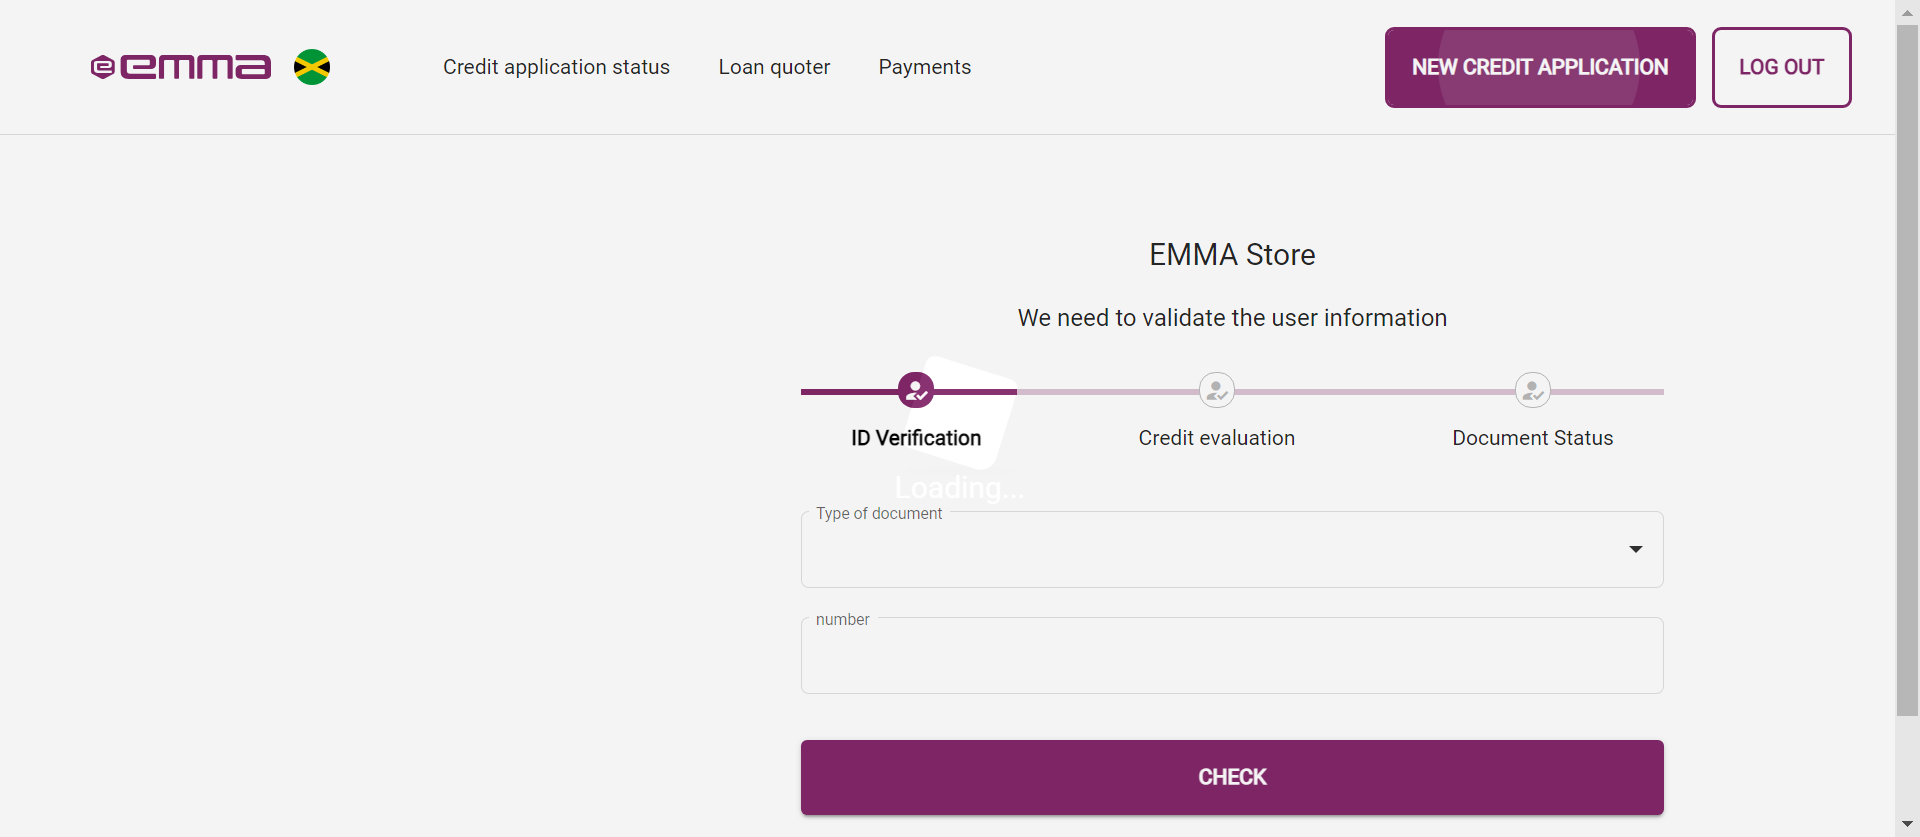 emma
Credit application status
Loan quoter
Payments
NEW CREDIT APPLICATION
LOG OUT
EMMA Store
We need to validate the user information
ID Verification
Credit evaluation
Document Status
Loading...
Type of document
number
CHECK